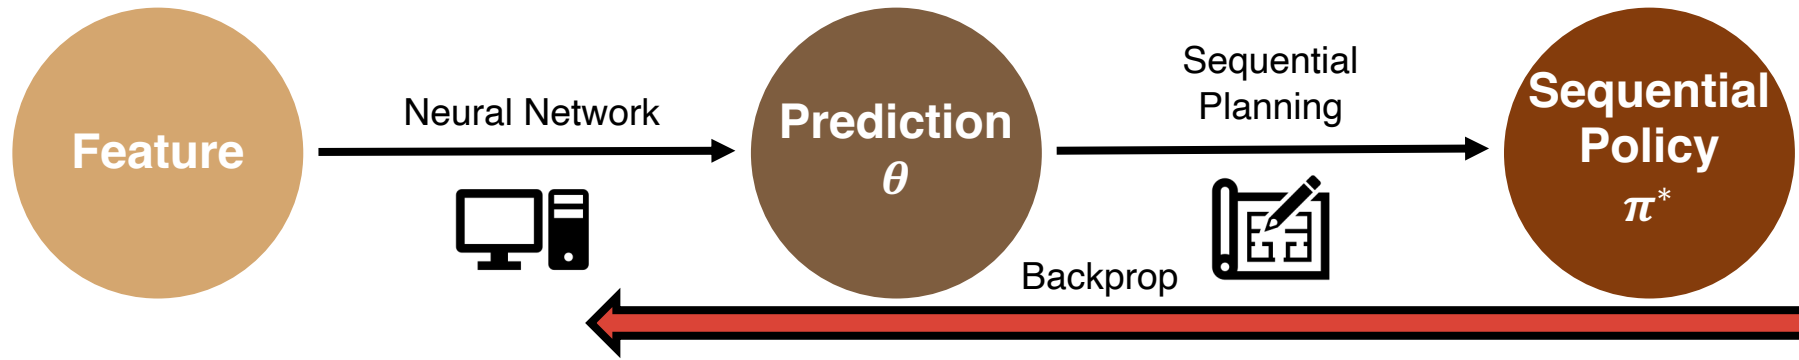 Feature
Neural Network
Prediction
θ
Sequential
Planning
Sequential
Policy
π*
Backprop